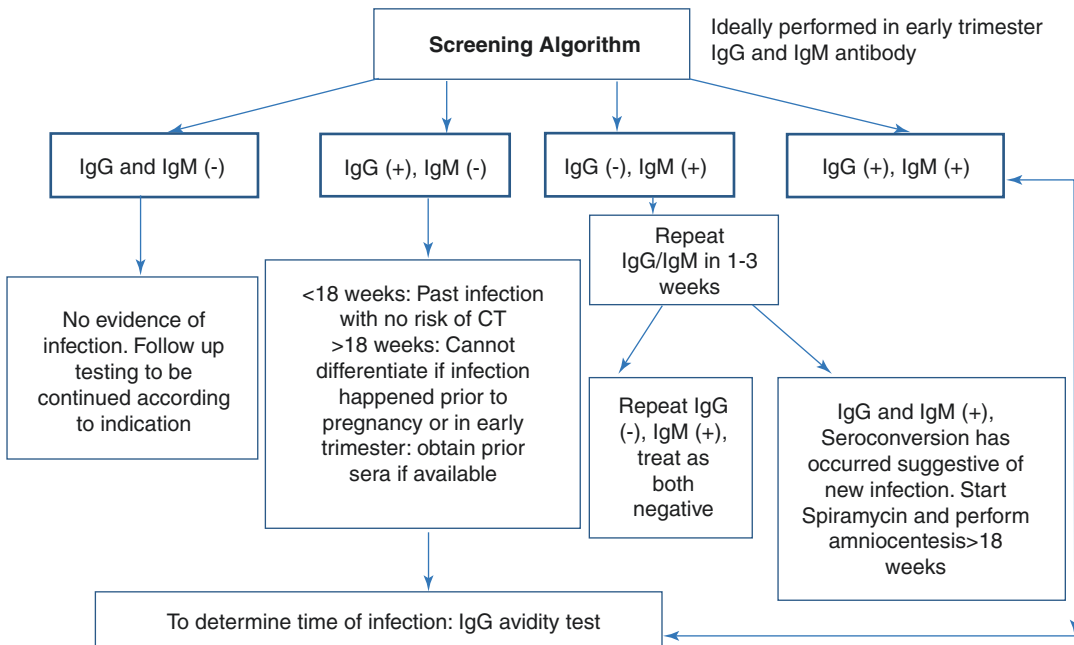 Screening Algorithm
Ideally performed in early trimester
IgG and IgM antibody
IgG and IgM (-)
IgG (+), IgM (-)
IgG (-), IgM (+)
IgG (+), IgM (+)
No evidence of
infection. Follow up
testing to be
continued according
to indication
<18 weeks: Past infection
with no risk of CT
>18 weeks: Cannot
differentiate if infection
happened prior to
pregnancy or in early
trimester: obtain prior
sera if available
Repeat
IgG/IgM in 1-3
weeks
Repeat IgG
(-), IgM (+),
treat as
both
negative
IgG and IgM (+),
Seroconversion has
occurred suggestive of
new infection. Start
Spiramycin and perform
amniocentesis>18
weeks
To determine time of infection: IgG avidity test